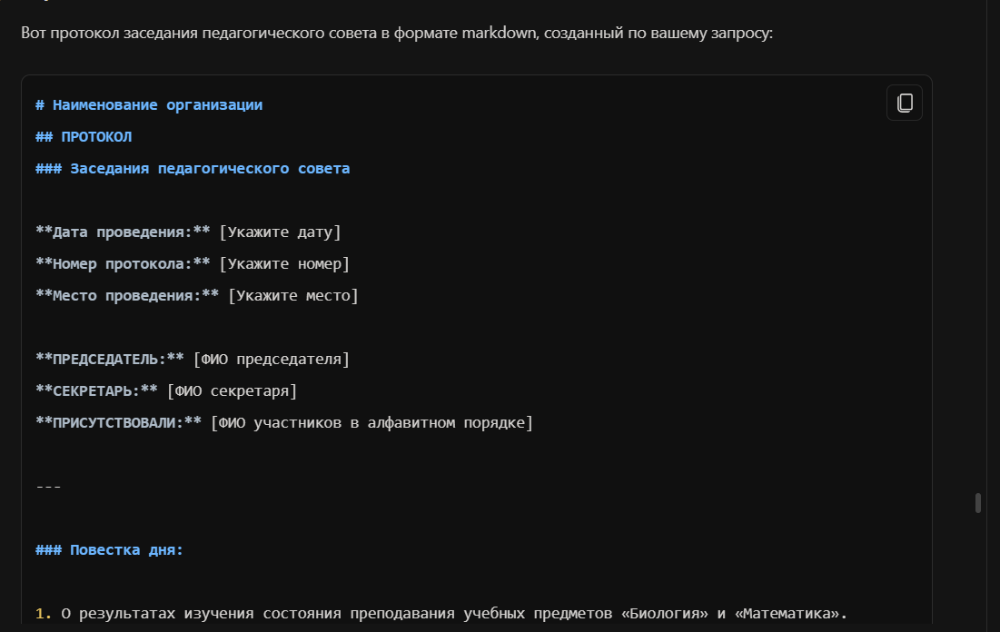 Вот протокол заседания педагогического совета в формате markdown, созданный по вашему запросу:
# Наименование организации
## ПРОТОКОЛ
### Заседания педагогического совета
**Дата проведения:** [Укажите дату]
**Номер протокола:** [Укажите номер]
**Место проведения:** [Укажите место]
**ПРЕДСЕДАТЕЛЬ:** [ФИО председателя]
**СЕКРЕТАРЬ:** [ФИО секретаря]
**ПРИСУТСТВОВАЛИ:** [ФИО участников в алфавитном порядке]
---
### Повестка дня:
1. О результатах изучения состояния преподавания учебных предметов «Биология» и «Математика».